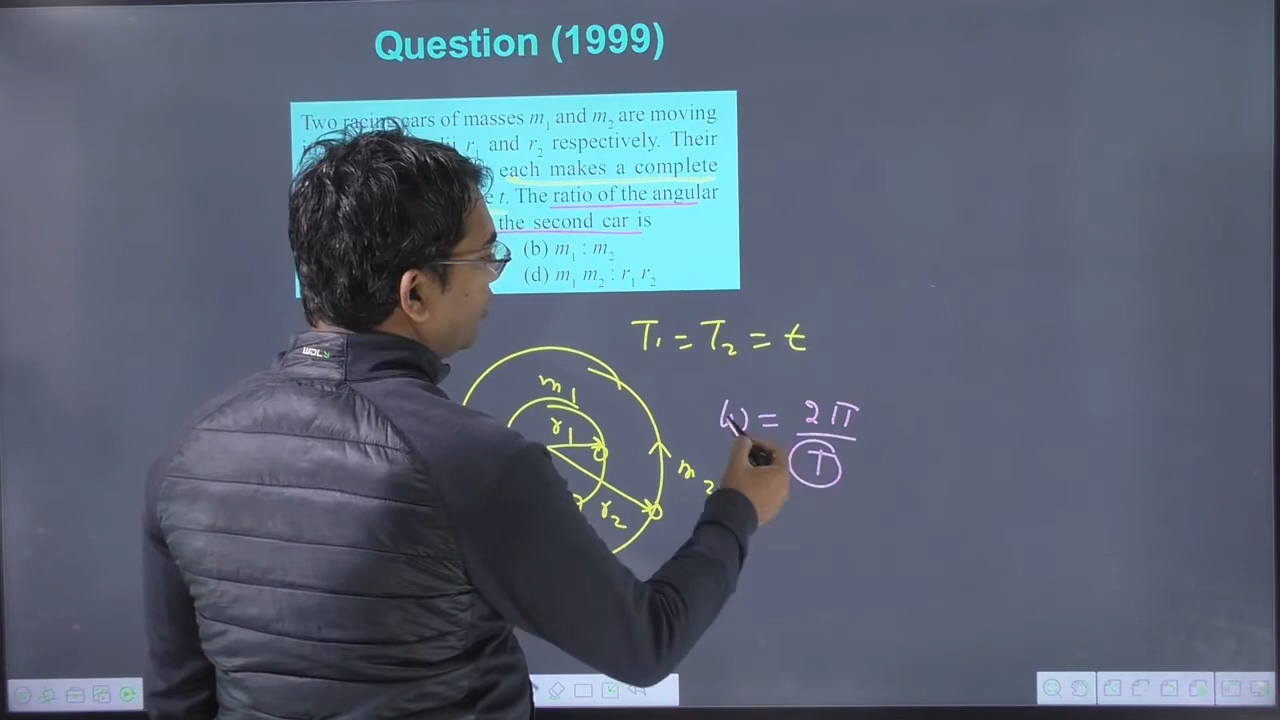 Question (1999)
Two racing cars of masses m₁ and m₂ are moving
r₁ and r₂ respectively. Their
each makes a complete
t. The ratio of the angular
the second car is
(b) m₁ : m₂
(d) m₁ m₂ : r₁ r₂
T₁ = T₂ = t
m₁
r₁
ω = 2π / T
m₂
r₂